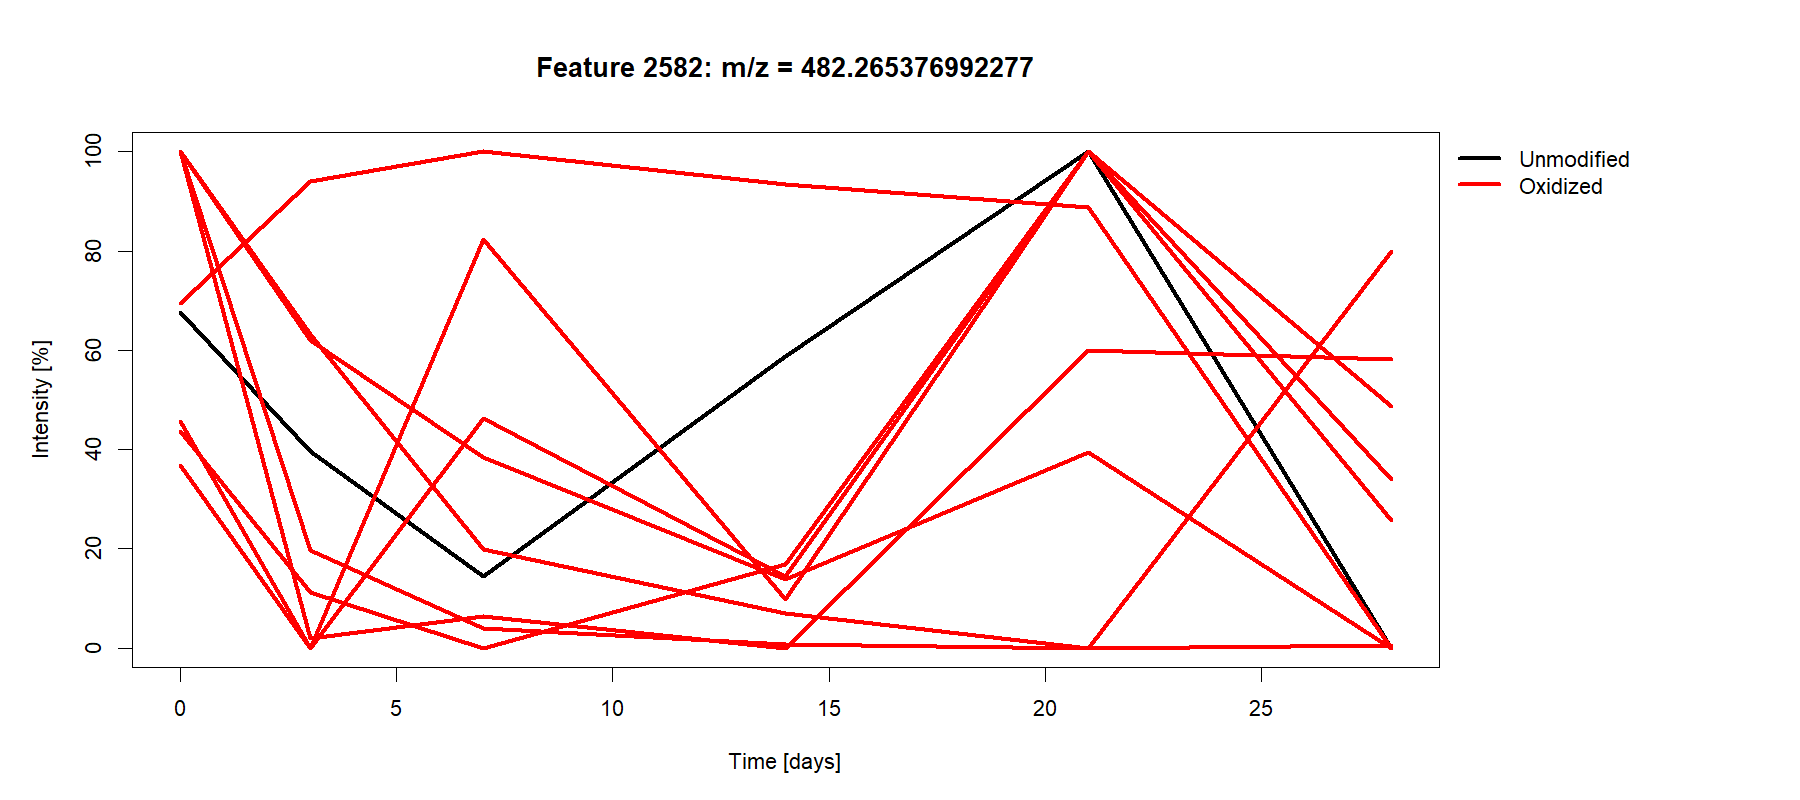 Feature 2582: m/z = 482.265376992277
Unmodified
Oxidized
Intensity [%]
100
80
60
40
20
0
0 5 10 15 20 25
Time [days]